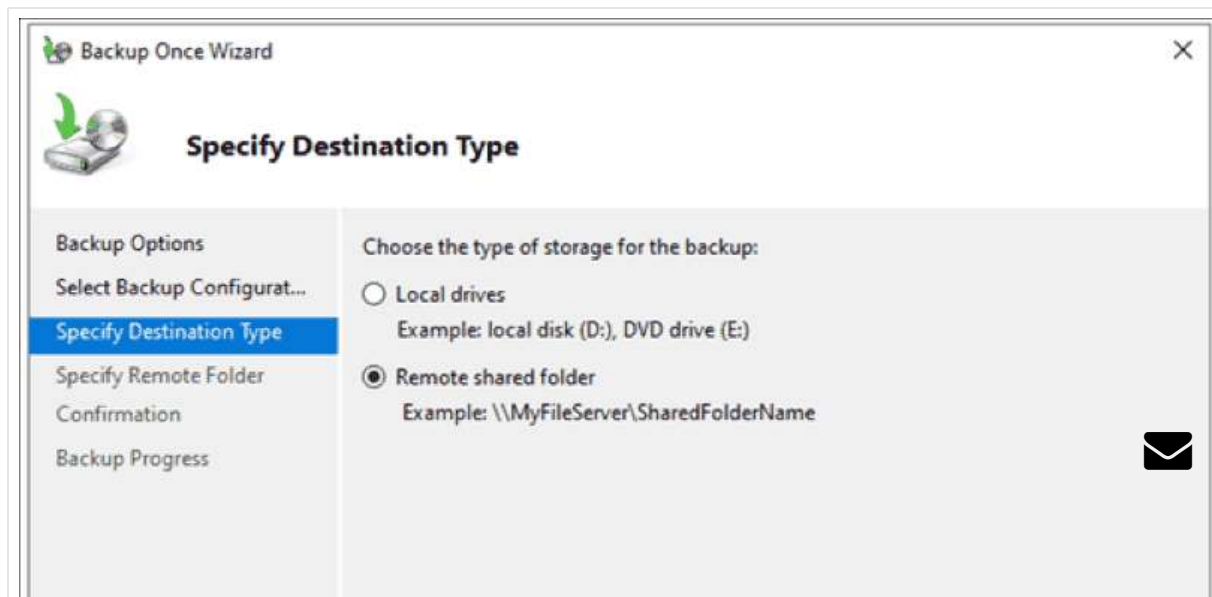 Backup Once Wizard
Specify Destination Type
Backup Options
Select Backup Configurat...
Specify Destination Type
Specify Remote Folder
Confirmation
Backup Progress
Choose the type of storage for the backup:
Local drives
Example: local disk (D:), DVD drive (E:)
Remote shared folder
Example: \\MyFileServer\SharedFolderName